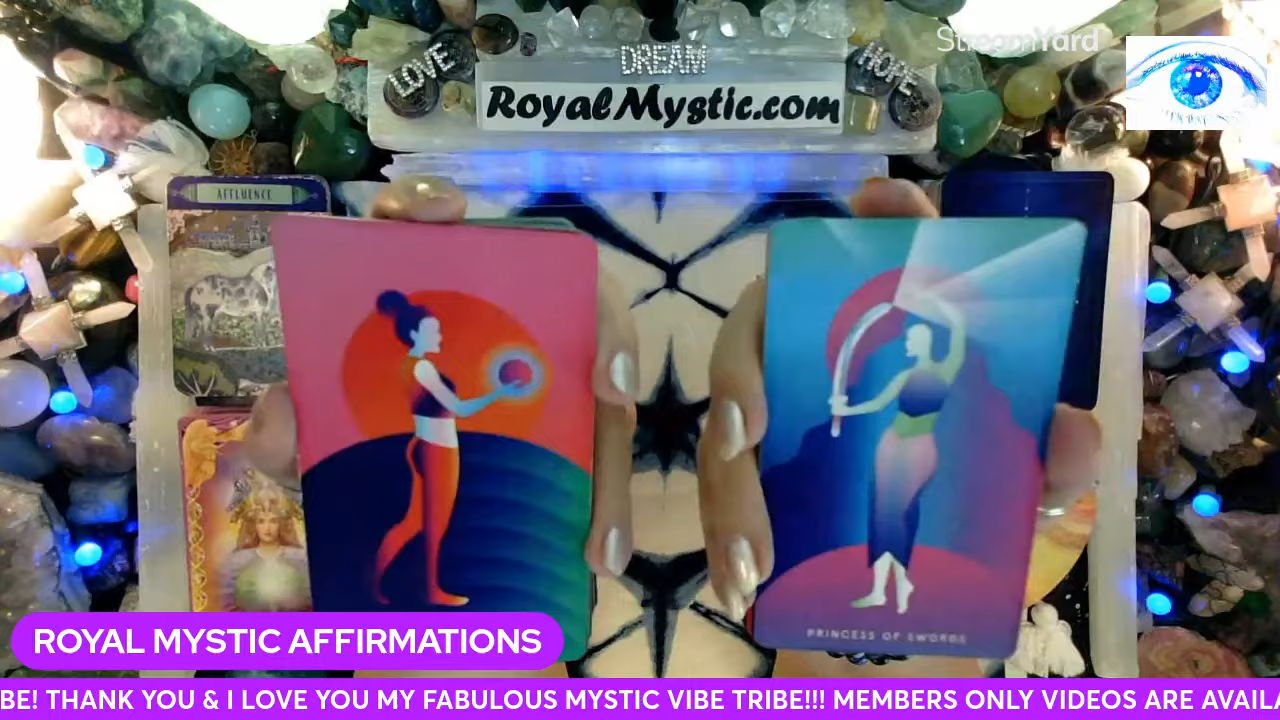 StreamYard
LOVE
DREAM
HOPE
RoyalMystic.com
AFFLUENCE
PRINCESS OF SWORDS
ROYAL MYSTIC AFFIRMATIONS
BE! THANK YOU & I LOVE YOU MY FABULOUS MYSTIC VIBE TRIBE!!! MEMBERS ONLY VIDEOS ARE AVAILA